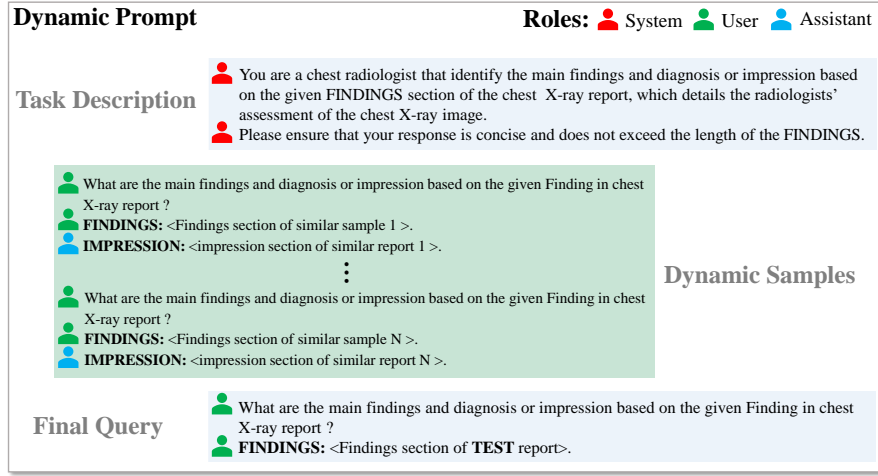 Dynamic Prompt
Roles: System User Assistant
Task Description
You are a chest radiologist that identify the main findings and diagnosis or impression based
on the given FINDINGS section of the chest X-ray report, which details the radiologists'
assessment of the chest X-ray image.
Please ensure that your response is concise and does not exceed the length of the FINDINGS.
What are the main findings and diagnosis or impression based on the given Finding in chest
X-ray report ?
FINDINGS: <Findings section of similar sample 1 >.
IMPRESSION: <impression section of similar report 1 >.
⋮
Dynamic Samples
What are the main findings and diagnosis or impression based on the given Finding in chest
X-ray report ?
FINDINGS: <Findings section of similar sample N >.
IMPRESSION: <impression section of similar report N >.
Final Query
What are the main findings and diagnosis or impression based on the given Finding in chest
X-ray report ?
FINDINGS: <Findings section of TEST report>.